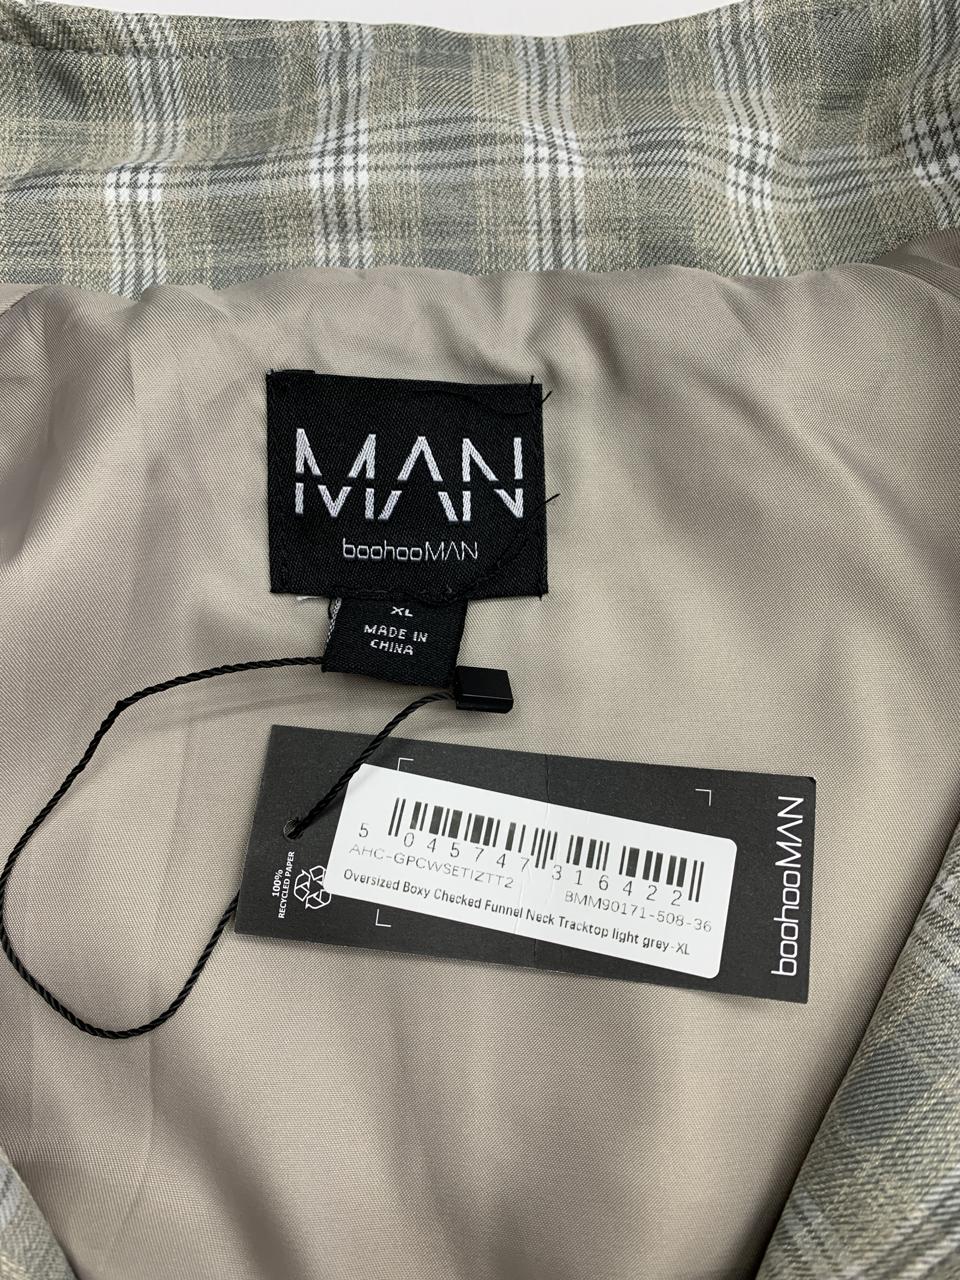 MAN
boohooMAN
XL
MADE IN
CHINA
5 045747 316422
AHC-GPCWSETIZTT2
BMM90171-508-36
Oversized Boxy Checked Funnel Neck Tracktop light grey-XL
100%
RECYCLED PAPER
boohooMAN